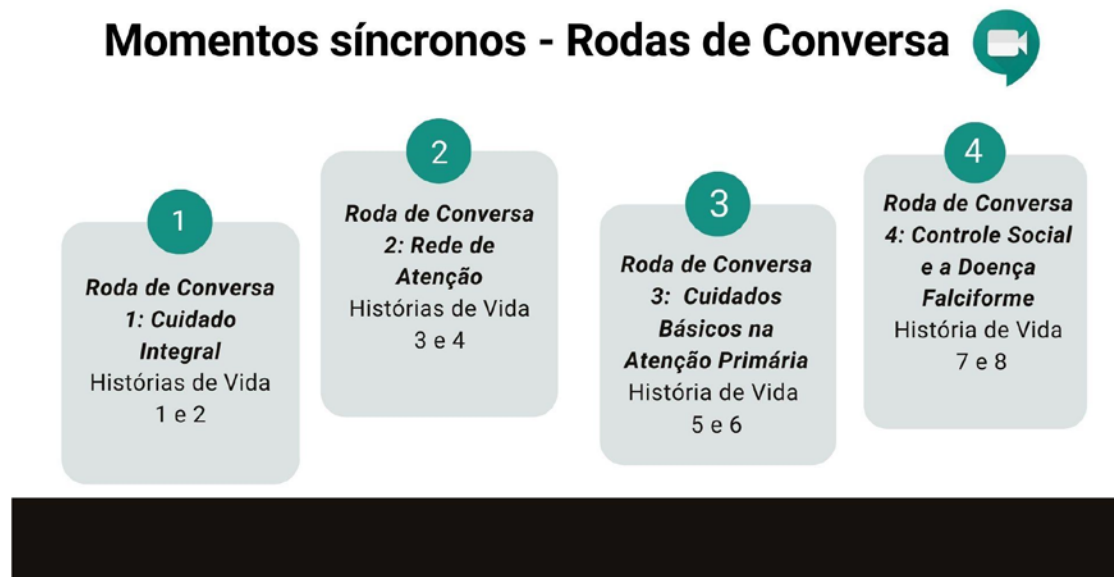 Momentos síncronos - Rodas de Conversa
1
Roda de Conversa
1: Cuidado
Integral
Histórias de Vida
1 e 2
2
Roda de Conversa
2: Rede de
Atenção
Histórias de Vida
3 e 4
3
Roda de Conversa
3: Cuidados
Básicos na
Atenção Primária
História de Vida
5 e 6
4
Roda de Conversa
4: Controle Social
e a Doença
Falciforme
História de Vida
7 e 8